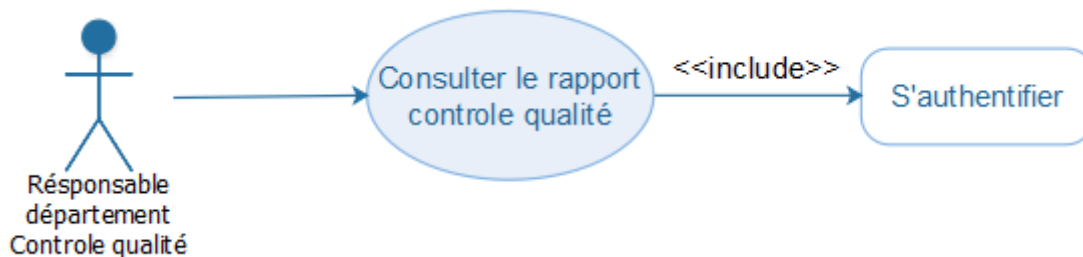 Résponsable
département
Controle qualité
Consulter le rapport
controle qualité
<<include>>
S'authentifier